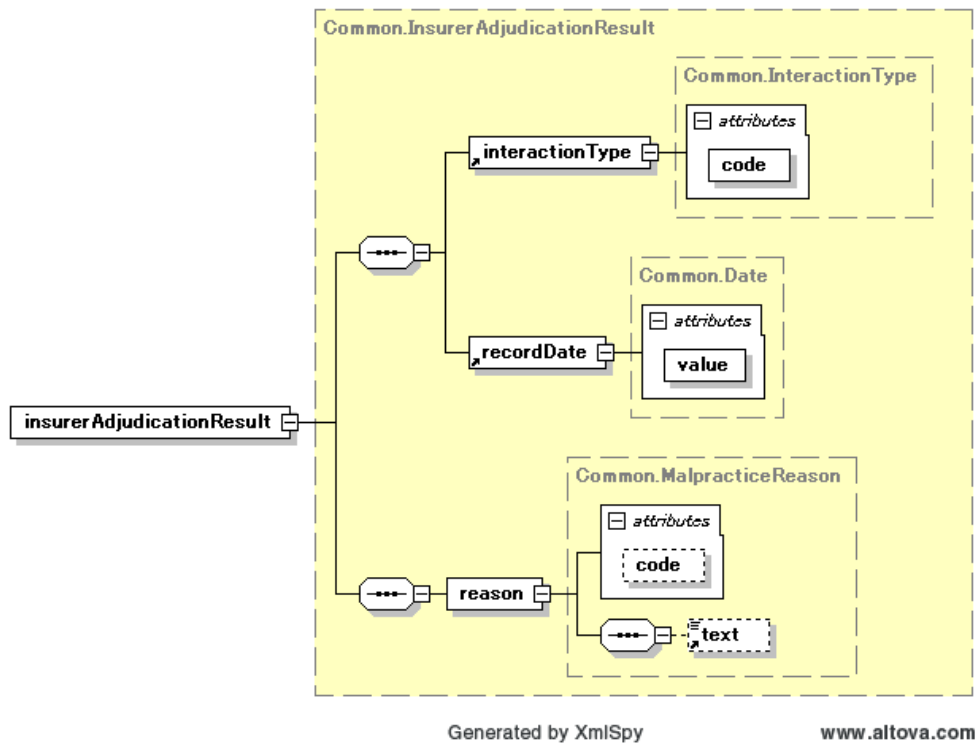 Common.InsurerAdjudicationResult
Common.InteractionType
attributes
interactionType
code
Common.Date
attributes
recordDate
value
insurerAdjudicationResult
Common.MalpracticeReason
attributes
code
reason
text
Generated by XmlSpy
www.altova.com